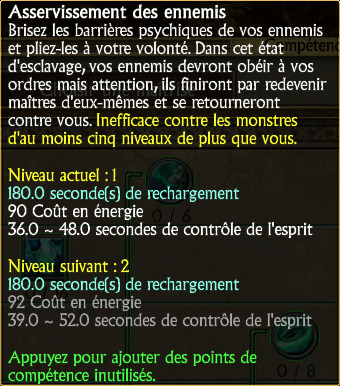 Asservissement des ennemis
Brisez les barrières psychiques de vos ennemis
et pliez-les à votre volonté. Dans cet état
d'esclavage, vos ennemis devront obéir à vos
ordres mais attention, ils finiront par redevenir
maîtres d'eux-mêmes et se retourneront
contre vous. Inefficace contre les monstres
d'au moins cinq niveaux de plus que vous.
Niveau actuel : 1
180.0 seconde(s) de rechargement
90 Coût en énergie
0 / 6
36.0 ~ 48.0 secondes de contrôle de l'esprit
Niveau suivant : 2
180.0 seconde(s) de rechargement
92 Coût en énergie
39.0 ~ 52.0 secondes de contrôle de l'esprit
Appuyez pour ajouter des points de
compétence inutilisés.
0 / 8